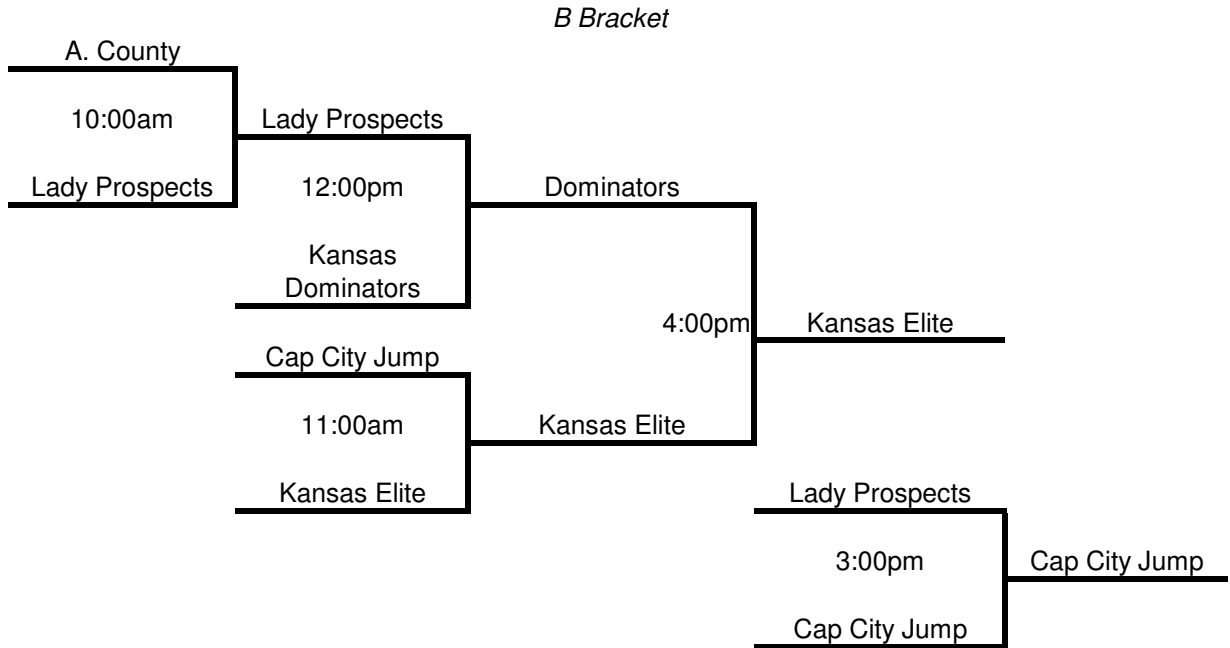 B Bracket
A. County
10:00am
Lady Prospects
Lady Prospects
12:00pm
Dominators
Kansas
Dominators
4:00pm
Kansas Elite
Cap City Jump
11:00am
Kansas Elite
Kansas Elite
Lady Prospects
3:00pm
Cap City Jump
Cap City Jump